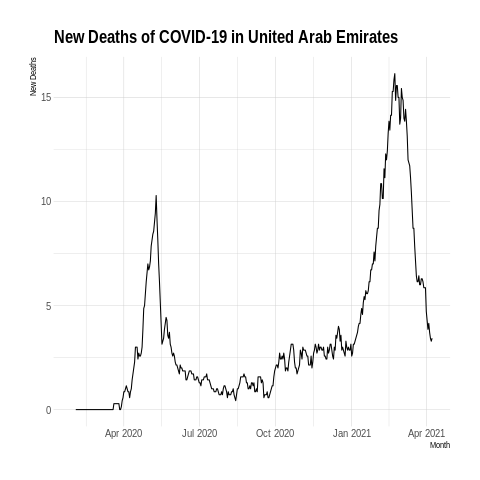 New Deaths of COVID-19 in United Arab Emirates
New Deaths
15
10
5
0
Apr 2020 Jul 2020 Oct 2020 Jan 2021 Apr 2021
Month